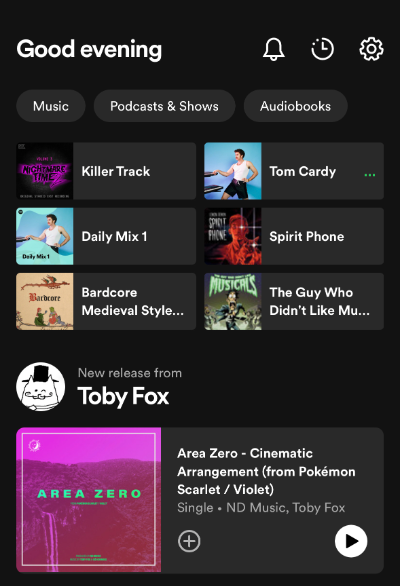 Good evening
Music
Podcasts & Shows
Audiobooks
NIGHTMARE
TIME
Killer Track
Tom Cardy
...
Daily Mix 1
Daily Mix 1
SPIRIT
PHONE
Spirit Phone
Bardcore
Bardcore
Medieval Style...
MUSICALS
The Guy Who
Didn't Like Mu...
New release from
Toby Fox
AREA ZERO
Area Zero - Cinematic
Arrangement (from Pokémon
Scarlet / Violet)
Single • ND Music, Toby Fox